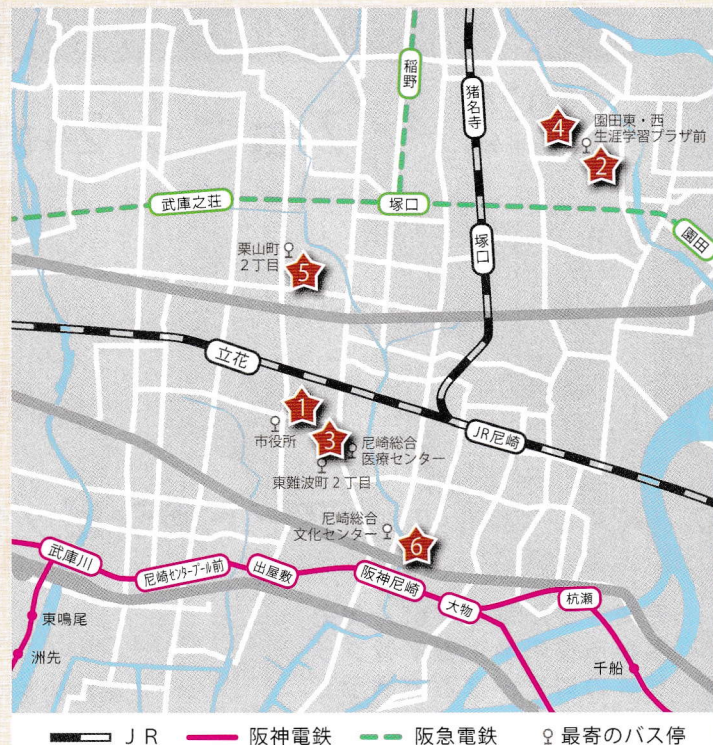 稲野
猪名寺
4
園田東・西
生涯学習プラザ前
2
武庫之荘
塚口
園田
塚口
栗山町
2丁目
5
立花
1
市役所
3
尼崎総合
医療センター
東難波町2丁目
JR尼崎
尼崎総合
文化センター
6
武庫川
尼崎センタープール前
出屋敷
阪神尼崎
大物
杭瀬
東鳴尾
洲先
千船
JR
阪神電鉄
阪急電鉄
最寄のバス停